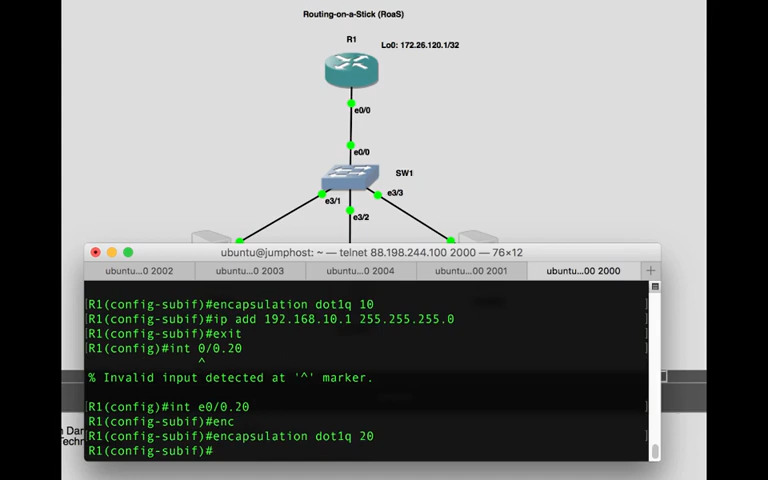 Routing-on-a-Stick (RoaS)
R1
Lo0: 172.26.120.1/32
e0/0
e0/0
SW1
e3/1
e3/3
e3/2
ubuntu@jumphost: ~ — telnet 88.198.244.100 2000 — 76×12
ubuntu...0 2002 ubuntu...0 2003 ubuntu...0 2004 ubuntu...00 2001 ubuntu...00 2000 +
R1(config-subif)#encapsulation dot1q 10
R1(config-subif)#ip add 192.168.10.1 255.255.255.0
R1(config-subif)#exit
R1(config)#int 0/0.20
^
% Invalid input detected at '^' marker.
R1(config)#int e0/0.20
R1(config-subif)#enc
R1(config-subif)#encapsulation dot1q 20
R1(config-subif)#